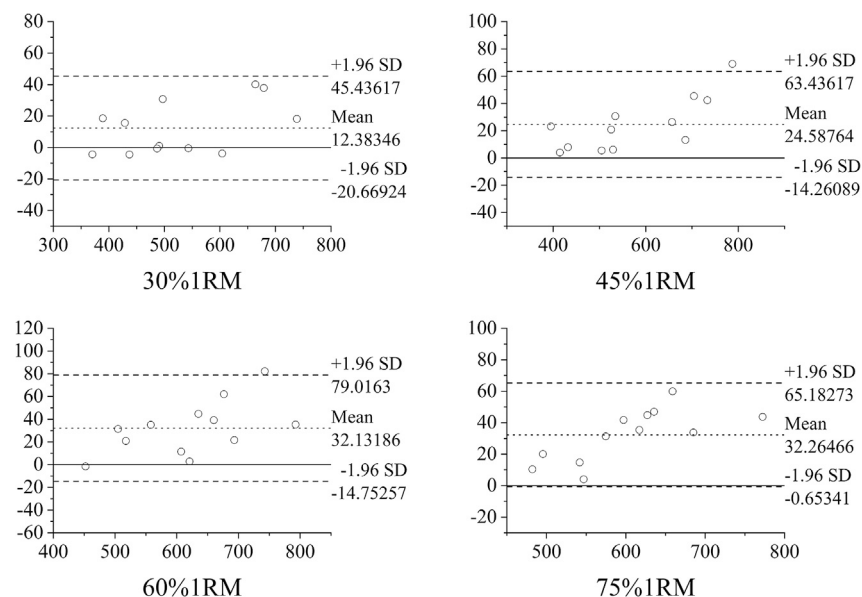 80
60
40
20
0
-20
-40
300 400 500 600 700 800
+1.96 SD
45.43617
Mean
12.38346
-1.96 SD
-20.66924
30%1RM
100
80
60
40
20
0
-20
-40
400 600 800
+1.96 SD
63.43617
Mean
24.58764
-1.96 SD
-14.26089
45%1RM
120
100
80
60
40
20
0
-20
-40
-60
400 500 600 700 800
+1.96 SD
79.0163
Mean
32.13186
-1.96 SD
-14.75257
60%1RM
100
80
60
40
20
0
-20
500 600 700 800
+1.96 SD
65.18273
Mean
32.26466
-1.96 SD
-0.65341
75%1RM